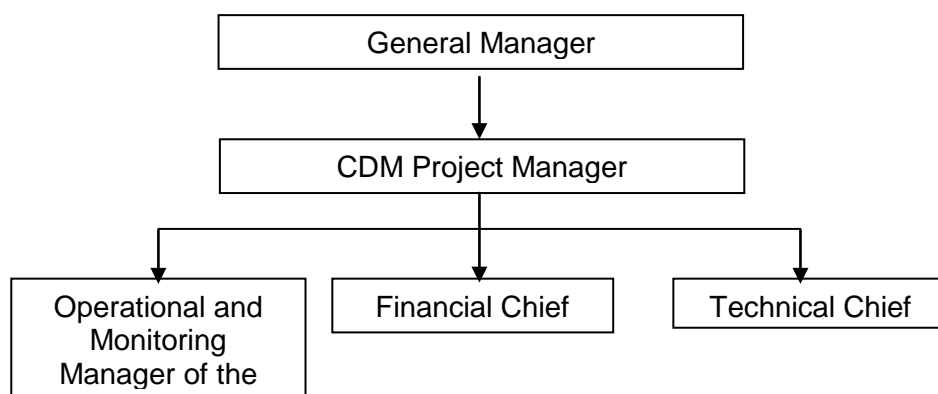 General Manager
CDM Project Manager
Operational and
Monitoring
Manager of the
Financial Chief
Technical Chief